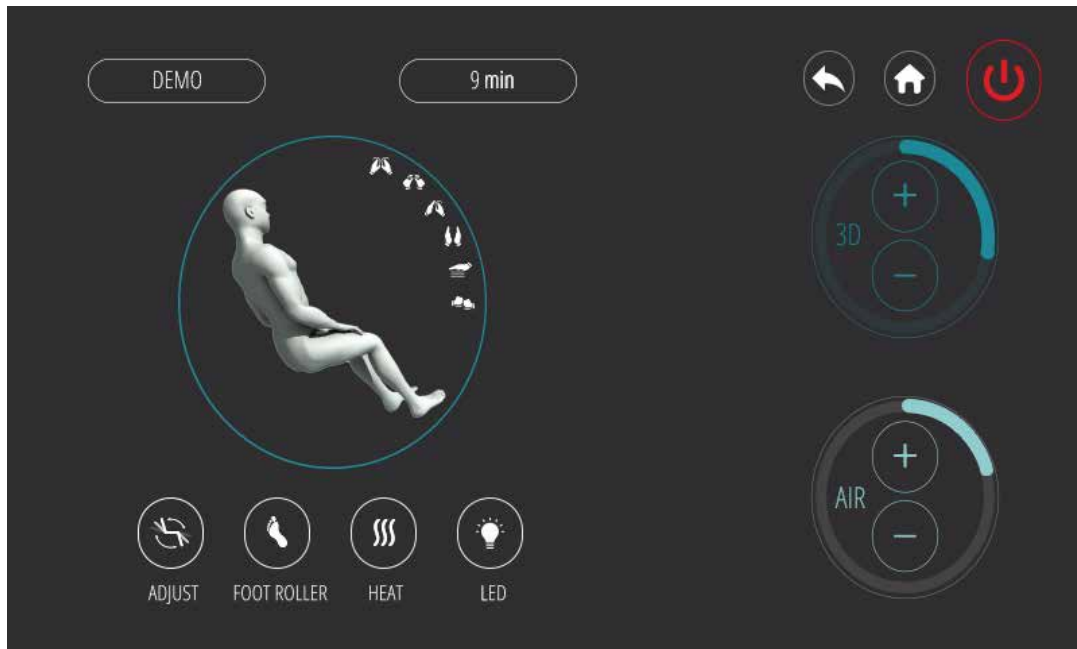 DEMO
9 min
3D
AIR
ADJUST
FOOT ROLLER
HEAT
LED